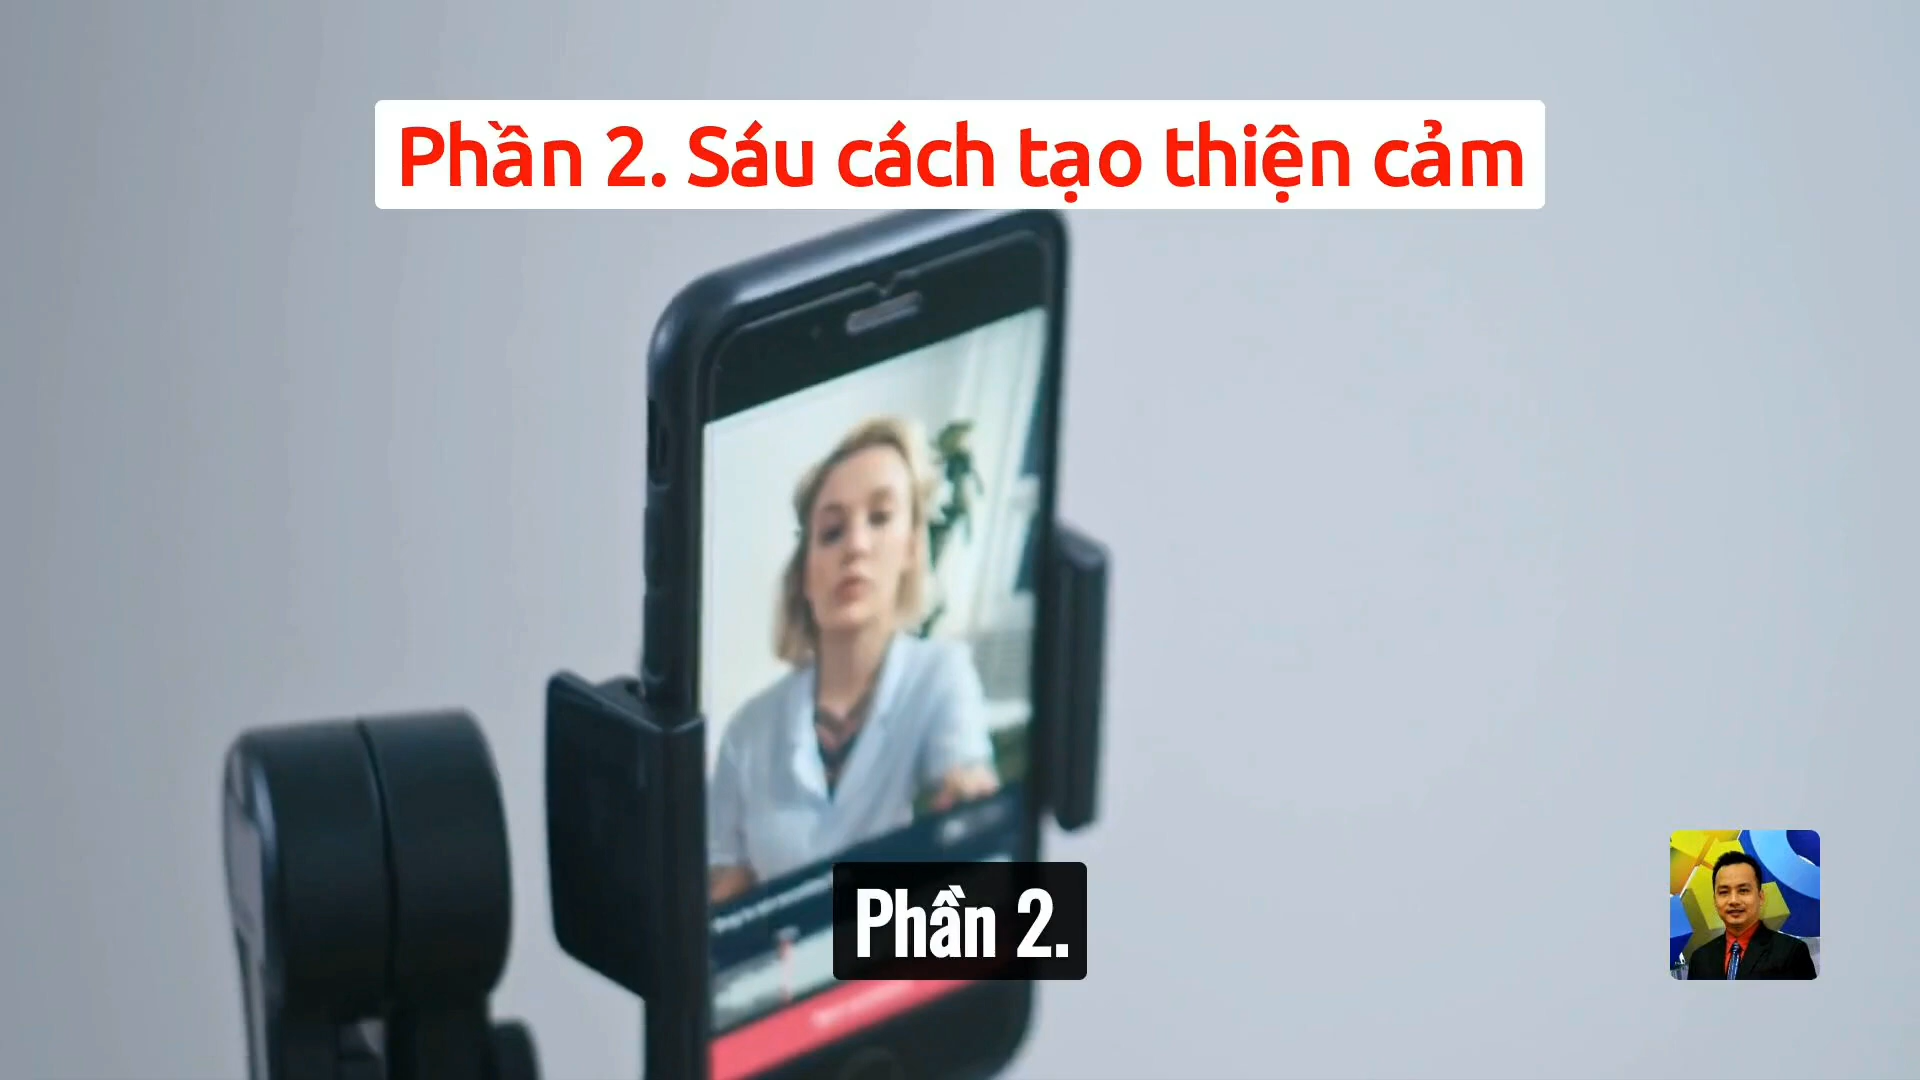 Phần 2. Sáu cách tạo thiện cảm
Phần 2.